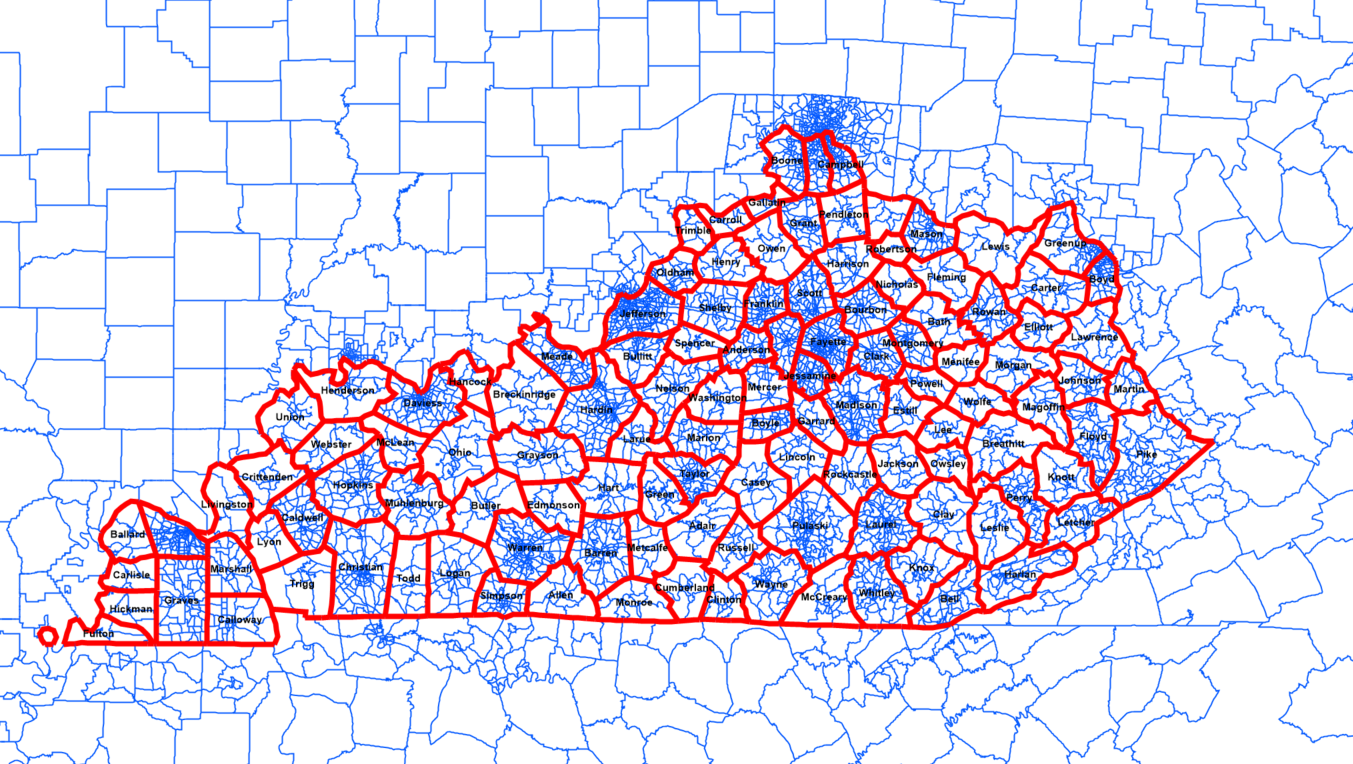 Boone
Campbell
Gallatin
Carroll
Trimble
Grant
Pendleton
Mason
Owen
Robertson
Lewis
Greenup
Henry
Harrison
Oldham
Nicholas
Fleming
Carter
Boyd
Scott
Franklin
Shelby
Jefferson
Bourbon
Rowan
Bath
Elliott
Lawrence
Spencer
Anderson
Fayette
Montgomery
Clark
Menifee
Morgan
Meade
Bullitt
Jessamine
Hancock
Johnson
Martin
Henderson
Breckinridge
Nelson
Washington
Mercer
Powell
Daviess
Hardin
Madison
Estill
Wolfe
Magoffin
Union
Boyle
Garrard
Lee
Webster
McLean
Larue
Marion
Floyd
Ohio
Grayson
Lincoln
Breathitt
Pike
Crittenden
Hopkins
Taylor
Casey
Rockcastle
Jackson
Owsley
Knott
Livingston
Muhlenburg
Butler
Edmonson
Hart
Green
Perry
Caldwell
Clay
Letcher
Ballard
Lyon
Adair
Pulaski
Laurel
Leslie
Warren
Barren
Metcalfe
Russell
Carlisle
Marshall
Christian
Todd
Logan
Knox
Harlan
Trigg
Cumberland
Wayne
Graves
Simpson
Allen
Monroe
Clinton
McCreary
Whitley
Bell
Hickman
Calloway
Fulton